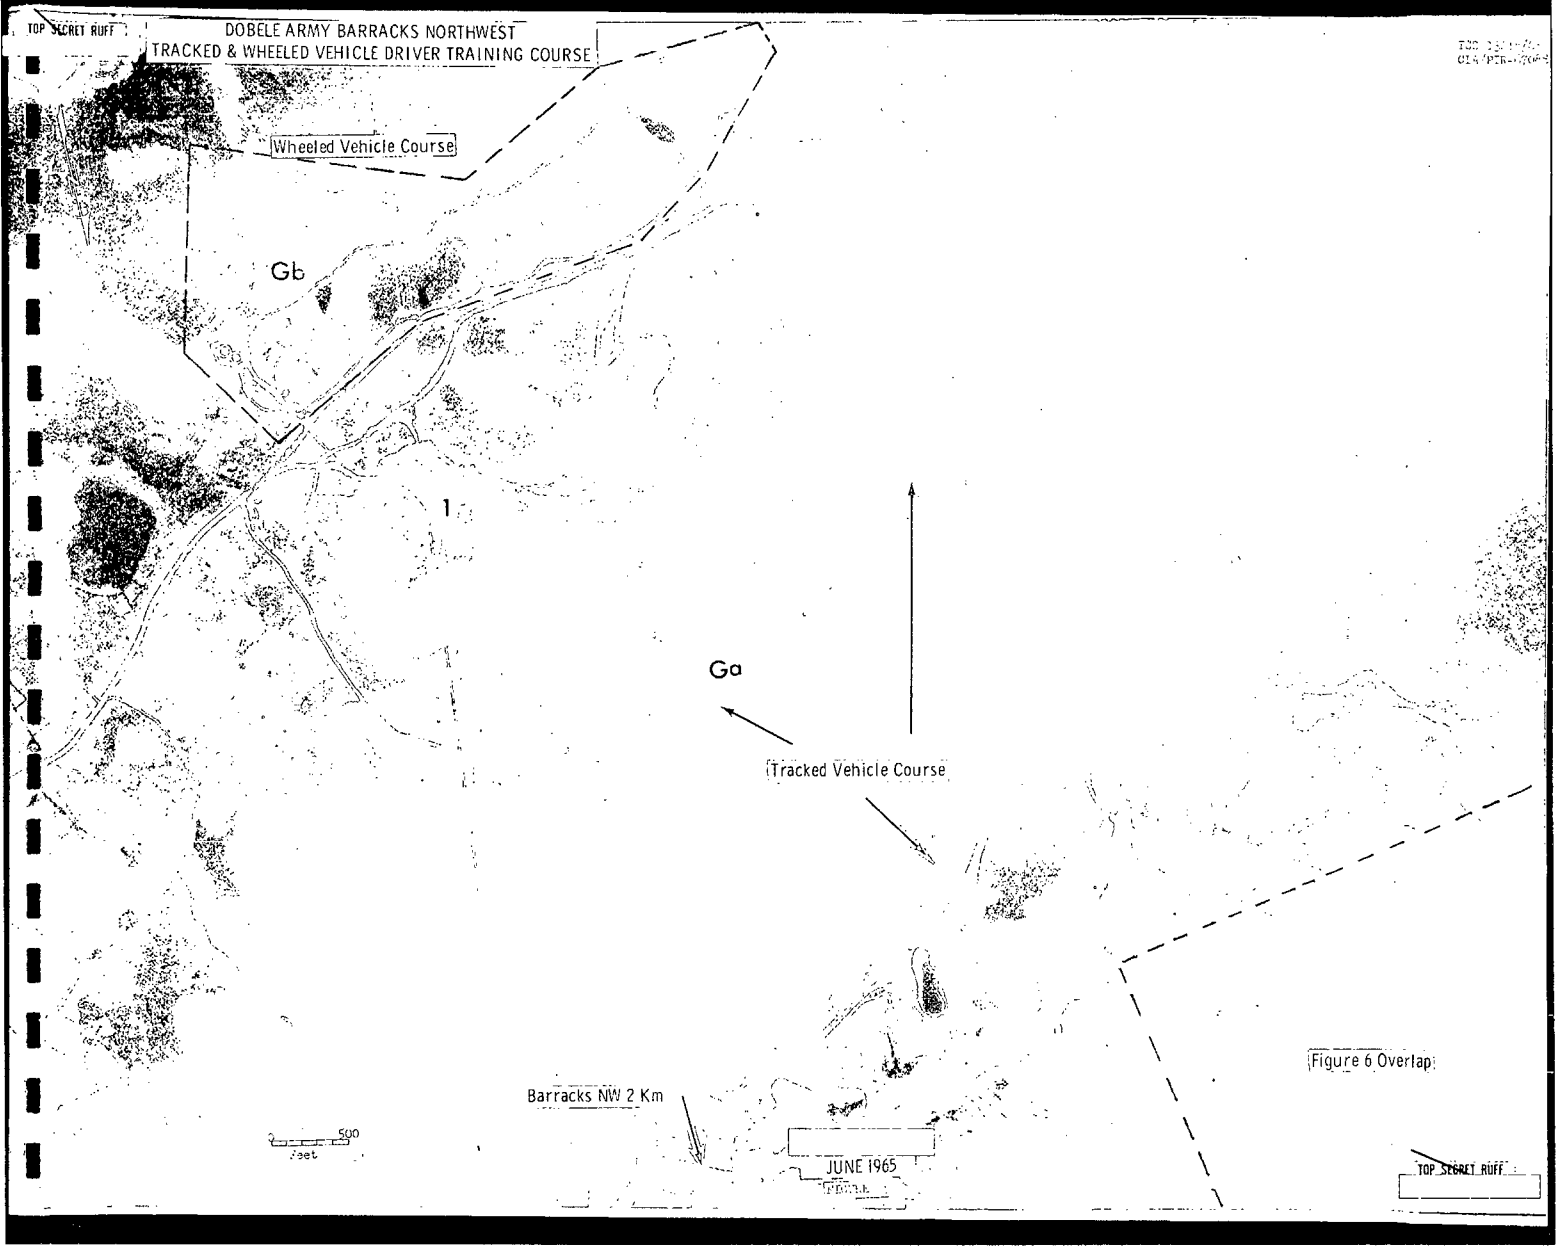 TOP SECRET RUFF
DOBELE ARMY BARRACKS NORTHWEST
TRACKED & WHEELED VEHICLE DRIVER TRAINING COURSE
Wheeled Vehicle Course
Gb
1
Ga
Tracked Vehicle Course
Figure 6 Overlap
Barracks NW 2 Km
0 500
Feet
JUNE 1965
TOP SECRET RUFF